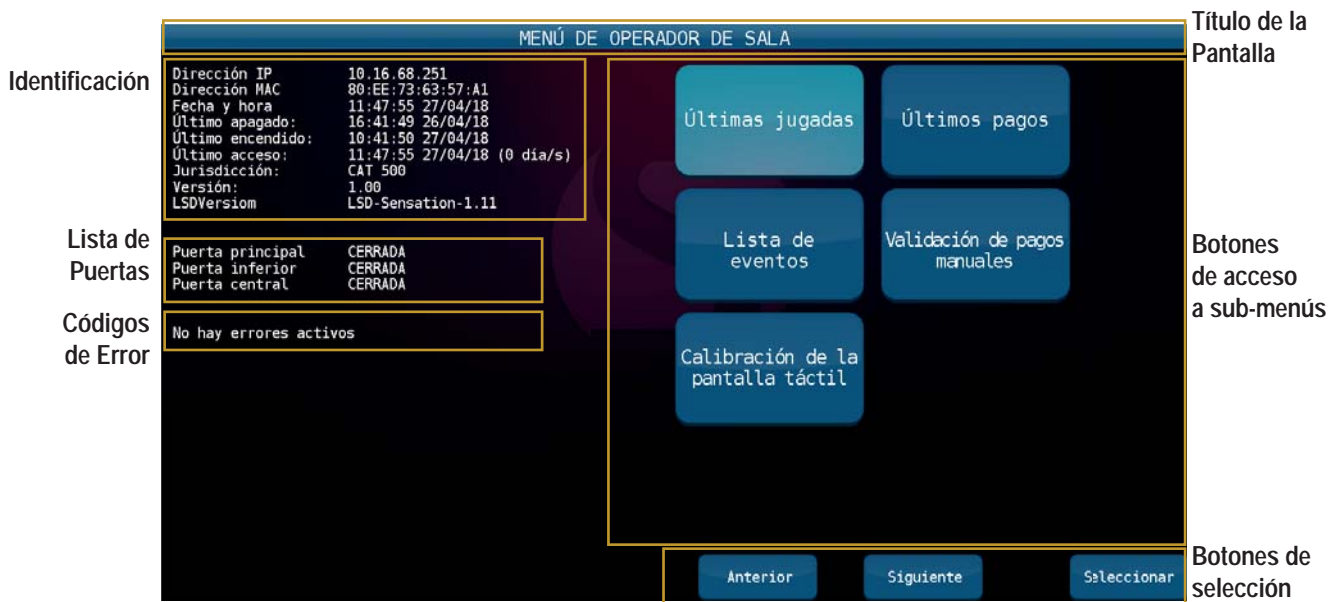 Título de la
Pantalla
MENÚ DE OPERADOR DE SALA
Identificación
Dirección IP 10.16.68.251
Dirección MAC 80:EE:73:63:57:A1
Fecha y hora 11:47:55 27/04/18
Último apagado: 16:41:49 26/04/18
Último encendido: 10:41:50 27/04/18
Último acceso: 11:47:55 27/04/18 (0 día/s)
Jurisdicción: CAT 500
Versión: 1.00
LSDVersiom LSD-Sensation-1.11
Lista de
Puertas
Puerta principal CERRADA
Puerta inferior CERRADA
Puerta central CERRADA
Códigos
de Error
No hay errores activos
Últimas jugadas
Últimos pagos
Lista de
eventos
Validación de pagos
manuales
Calibración de la
pantalla táctil
Botones
de acceso
a sub-menús
Anterior
Siguiente
Seleccionar
Botones de
selección